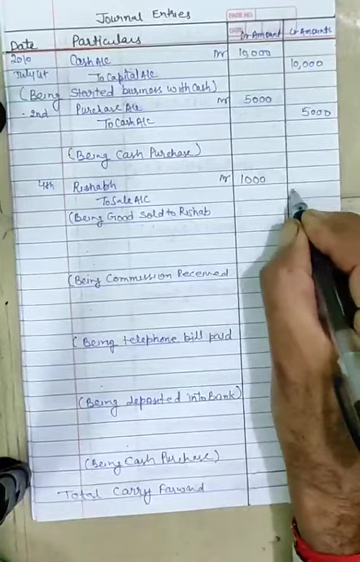 Journal Entries
PAGE NO.
Date Particulars Dr Amount Cr Amounts
2010 Cash A/c Dr 10,000
July 1st To Capital A/c 10,000
(Being Started business with Cash)
2nd Purchase A/c Dr 5000
To Cash A/c 5000
(Being Cash Purchase)
4th Rishabh Dr 1000
To Sale A/c
(Being Good Sold to Rishab
(Being Commission Received
(Being telephone bill paid
(Being deposited into Bank)
(Being Cash Purchase)
Total Carry Farward